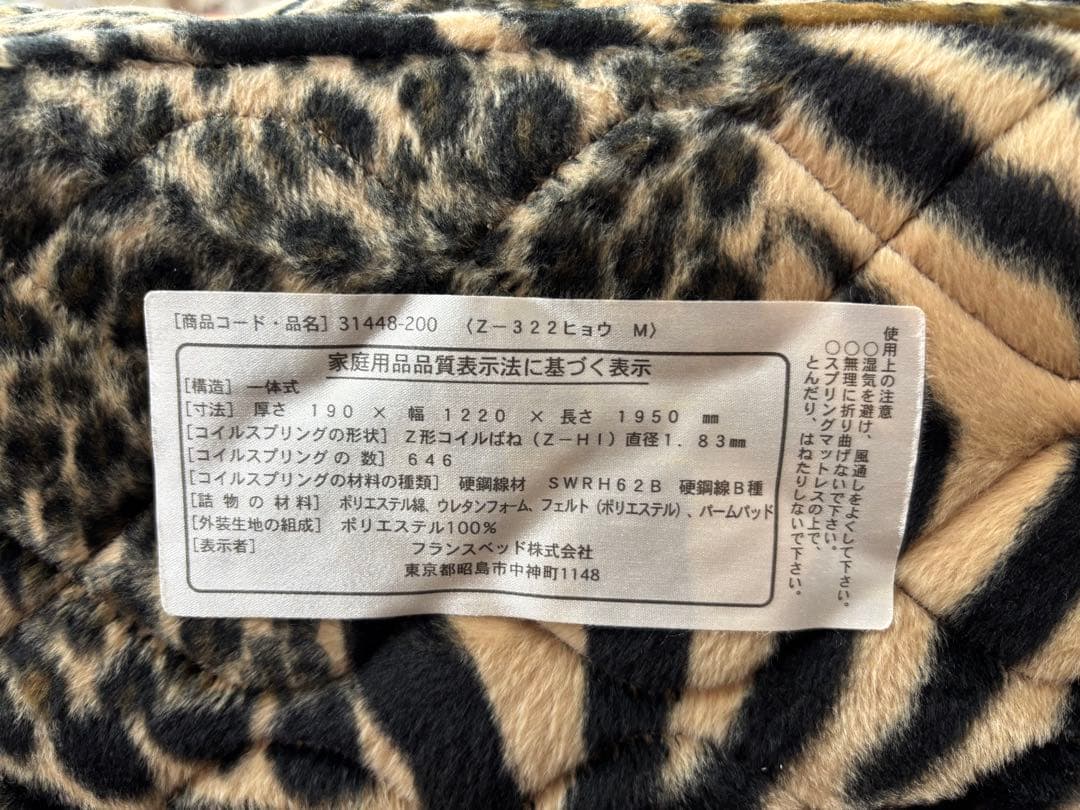 [商品コード・品名] 31448-200 〈Z-322ヒョウ M〉
家庭用品品質表示法に基づく表示
[構造] 一体式
[寸法] 厚さ 190 × 幅 1220 × 長さ 1950 ㎜
[コイルスプリングの形状] Z形コイルばね(Z-HI)直径1.83㎜
[コイルスプリング の 数] 646
[コイルスプリングの材料の種類] 硬鋼線材 SWRH62B 硬鋼線B種
[詰 物 の 材料] ポリエステル綿、ウレタンフォーム、フェルト(ポリエステル)、パームパッド
[外装生地の組成] ポリエステル100%
[表示者] フランスベッド株式会社
東京都昭島市中神町1148
使用上の注意
○湿気を避け、風通しをよくして下さい。
○無理に折り曲げないで下さい。
○スプリングマットレスの上で、
とんだり、はねたりしないで下さい。